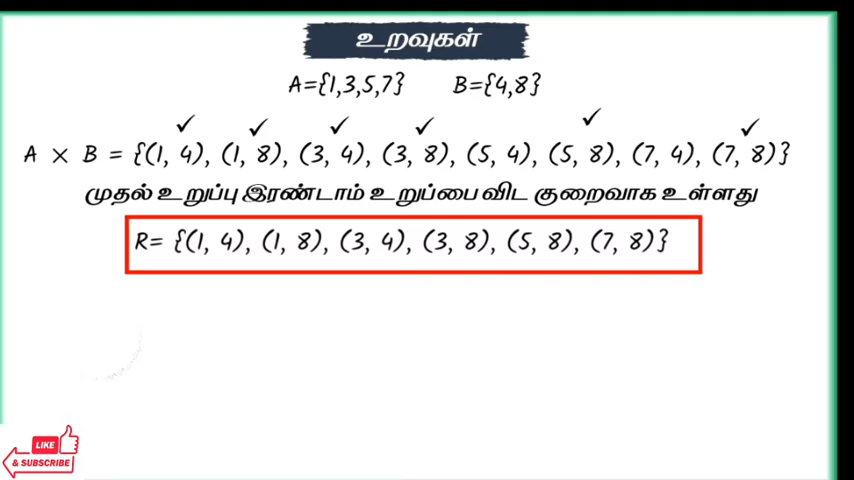 உறவுகள்
A={1,3,5,7} B={4,8}
A × B = {(1, 4), (1, 8), (3, 4), (3, 8), (5, 4), (5, 8), (7, 4), (7, 8)}
முதல் உறுப்பு இரண்டாம் உறுப்பை விட குறைவாக உள்ளது
R= {(1, 4), (1, 8), (3, 4), (3, 8), (5, 8), (7, 8)}
LIKE
& SUBSCRIBE